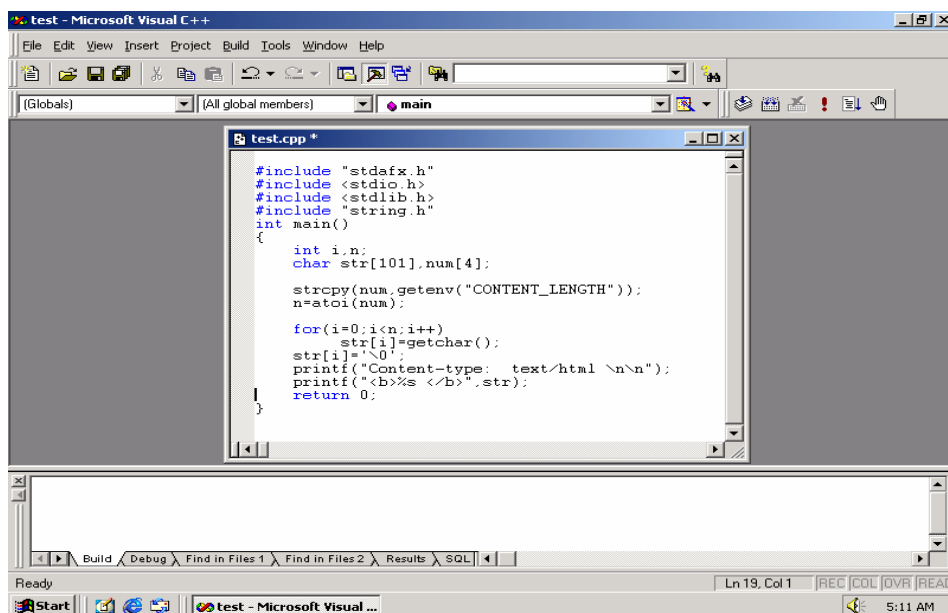 test - Microsoft Visual C++
File Edit View Insert Project Build Tools Window Help
(Globals) (All global members) main
test.cpp *
#include "stdafx.h"
#include <stdio.h>
#include <stdlib.h>
#include "string.h"
int main()
{
int i,n;
char str[101],num[4];
strcpy(num,getenv("CONTENT_LENGTH"));
n=atoi(num);
for(i=0;i<n;i++)
str[i]=getchar();
str[i]='\0';
printf("Content-type:  text/html \n\n");
printf("<b>%s </b>",str);
return 0;
}
Build Debug Find in Files 1 Find in Files 2 Results SQL
Ready Ln 19, Col 1 REC COL OVR READ
Start test - Microsoft Visual ... 5:11 AM